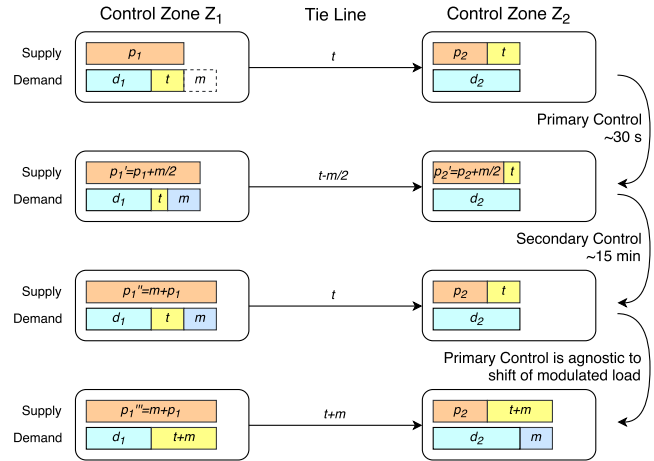 Control Zone Z1 Tie Line Control Zone Z2
Supply p1 t p2 t
Demand d1 t m d2
Primary Control
~30 s
Supply p1'=p1+m/2 t-m/2 p2'=p2+m/2 t
Demand d1 t m d2
Secondary Control
~15 min
Supply p1''=m+p1 t p2 t
Demand d1 t m d2
Primary Control is agnostic to
shift of modulated load
Supply p1'''=m+p1 t+m p2 t+m
Demand d1 t+m d2 m